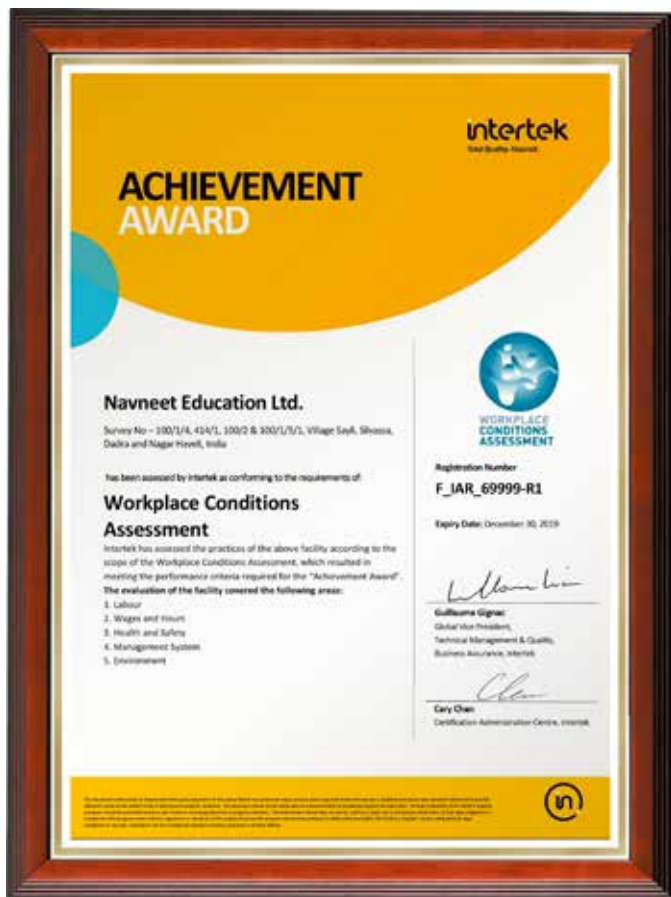 intertek
Total Quality. Assured.
ACHIEVEMENT
AWARD
Navneet Education Ltd.
Survey No – 100/1/4, 414/1, 100/2 & 100/1/5/1, Village Sayli, Silvassa,
Dadra and Nagar Haveli, India
has been assessed by Intertek as conforming to the requirements of:
Workplace Conditions
Assessment
Intertek has assessed the practices of the above facility according to the
scope of the Workplace Conditions Assessment, which resulted in
meeting the performance criteria required for the "Achievement Award".
The evaluation of the facility covered the following areas:
1. Labour
2. Wages and Hours
3. Health and Safety
4. Management System
5. Environment
WORKPLACE
CONDITIONS
ASSESSMENT
Registration Number
F_IAR_69999-R1
Expiry Date: December 30, 2019
Guillaume Gignac
Global Vice President,
Technical Management & Quality,
Business Assurance, Intertek
Cary Chan
Certification Administration Centre, Intertek
in